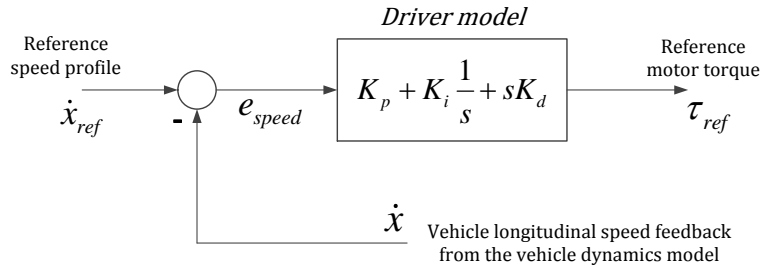 Driver model
Reference
speed profile
Reference
motor torque
K_p + K_i 1/s + sK_d
ẋ_ref
-
e_speed
τ_ref
ẋ
Vehicle longitudinal speed feedback
from the vehicle dynamics model